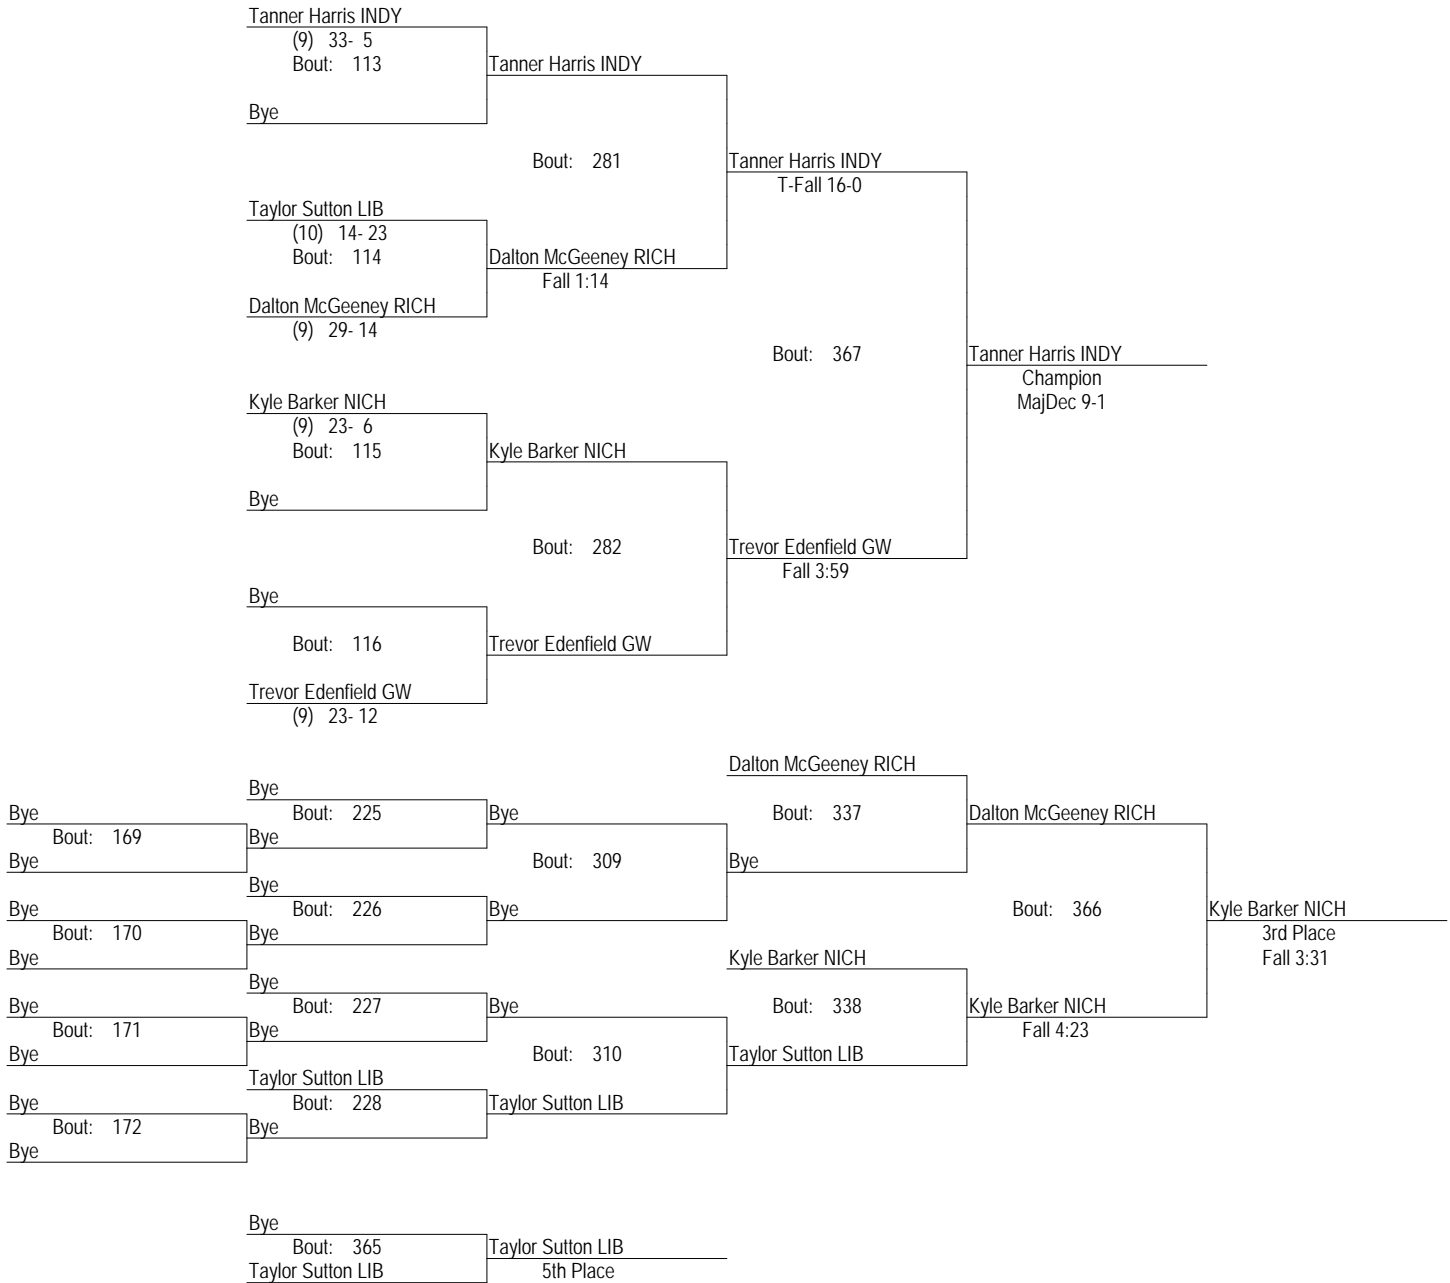 Tanner Harris INDY
(9) 33- 5
Bout: 113
Tanner Harris INDY
Bye
Bout: 281
Tanner Harris INDY
T-Fall 16-0
Taylor Sutton LIB
(10) 14- 23
Bout: 114
Dalton McGeeney RICH
Fall 1:14
Dalton McGeeney RICH
(9) 29- 14
Bout: 367
Tanner Harris INDY
Champion
MajDec 9-1
Kyle Barker NICH
(9) 23- 6
Bout: 115
Kyle Barker NICH
Bye
Bout: 282
Trevor Edenfield GW
Fall 3:59
Bye
Bout: 116
Trevor Edenfield GW
Trevor Edenfield GW
(9) 23- 12
Dalton McGeeney RICH
Bye
Bye
Bout: 225
Bye
Bout: 337
Dalton McGeeney RICH
Bout: 169
Bye
Bye
Bout: 309
Bye
Bye
Bye
Bout: 226
Bye
Bout: 366
Kyle Barker NICH
Bout: 170
Bye
3rd Place
Bye
Kyle Barker NICH
Fall 3:31
Bye
Bye
Bout: 227
Bye
Bout: 338
Kyle Barker NICH
Bout: 171
Bye
Fall 4:23
Bye
Bout: 310
Taylor Sutton LIB
Taylor Sutton LIB
Bye
Bout: 228
Taylor Sutton LIB
Bout: 172
Bye
Bye
Bye
Bout: 365
Taylor Sutton LIB
Taylor Sutton LIB
5th Place